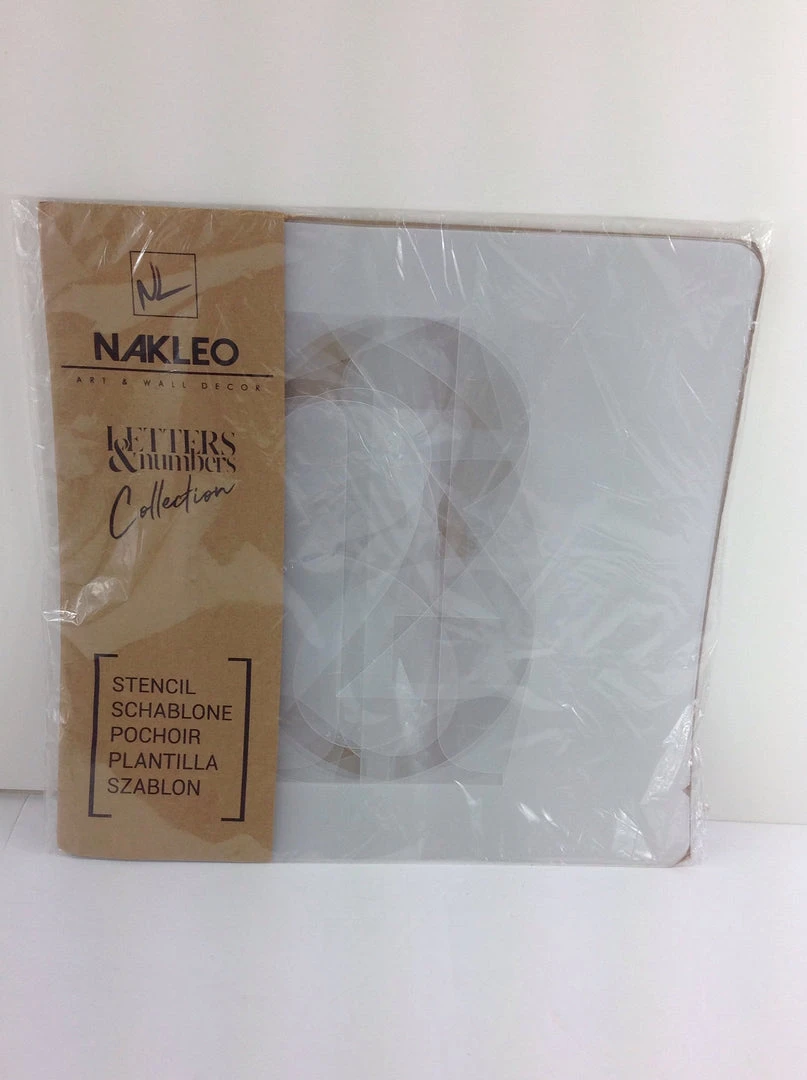 NL
NAKLEO
ART & WALL DECOR
LETTERS
& numbers
Collection
STENCIL
SCHABLONE
POCHOIR
PLANTILLA
SZABLON